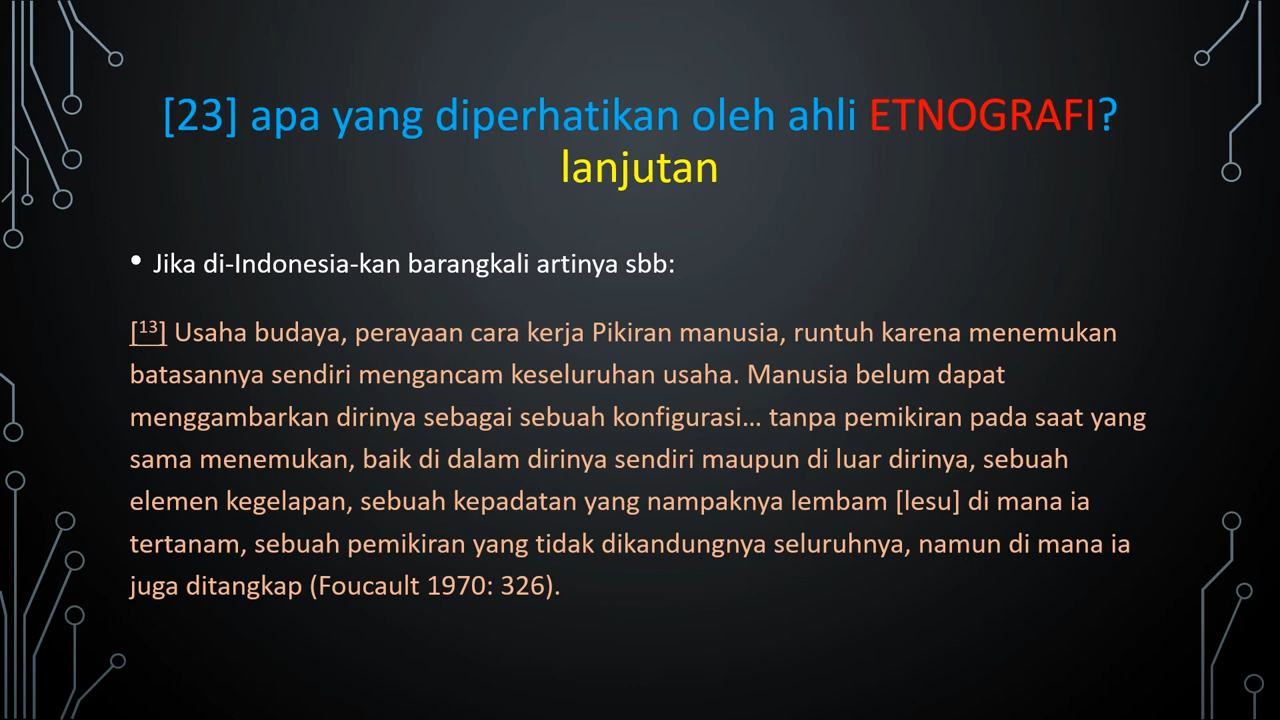 [23] apa yang diperhatikan oleh ahli ETNOGRAFI?
lanjutan
• Jika di-Indonesia-kan barangkali artinya sbb:
[13] Usaha budaya, perayaan cara kerja Pikiran manusia, runtuh karena menemukan
batasannya sendiri mengancam keseluruhan usaha. Manusia belum dapat
menggambarkan dirinya sebagai sebuah konfigurasi... tanpa pemikiran pada saat yang
sama menemukan, baik di dalam dirinya sendiri maupun di luar dirinya, sebuah
elemen kegelapan, sebuah kepadatan yang nampaknya lembam [lesu] di mana ia
tertanam, sebuah pemikiran yang tidak dikandungnya seluruhnya, namun di mana ia
juga ditangkap (Foucault 1970: 326).